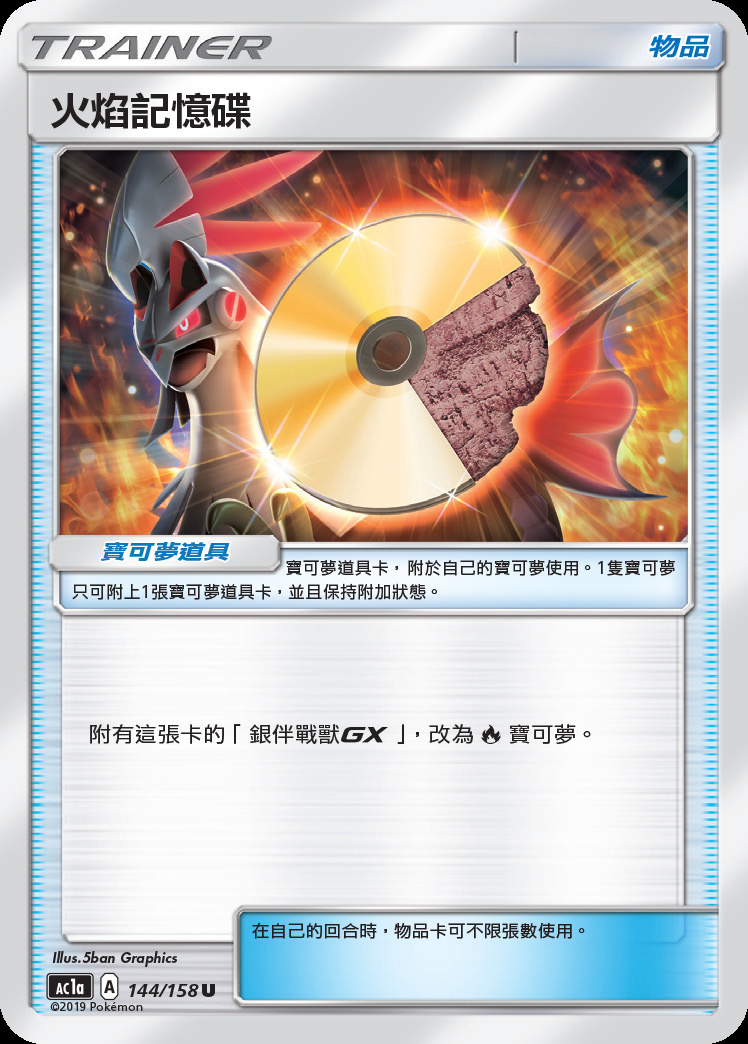 TRAINER
物品
火焰記憶碟
寶可夢道具
寶可夢道具卡，附於自己的寶可夢使用。1隻寶可夢
只可附上1張寶可夢道具卡，並且保持附加狀態。
附有這張卡的「銀伴戰獸GX」，改為 寶可夢。
在自己的回合時，物品卡可不限張數使用。
Illus.5ban Graphics
AC1a A 144/158 U
©2019 Pokémon